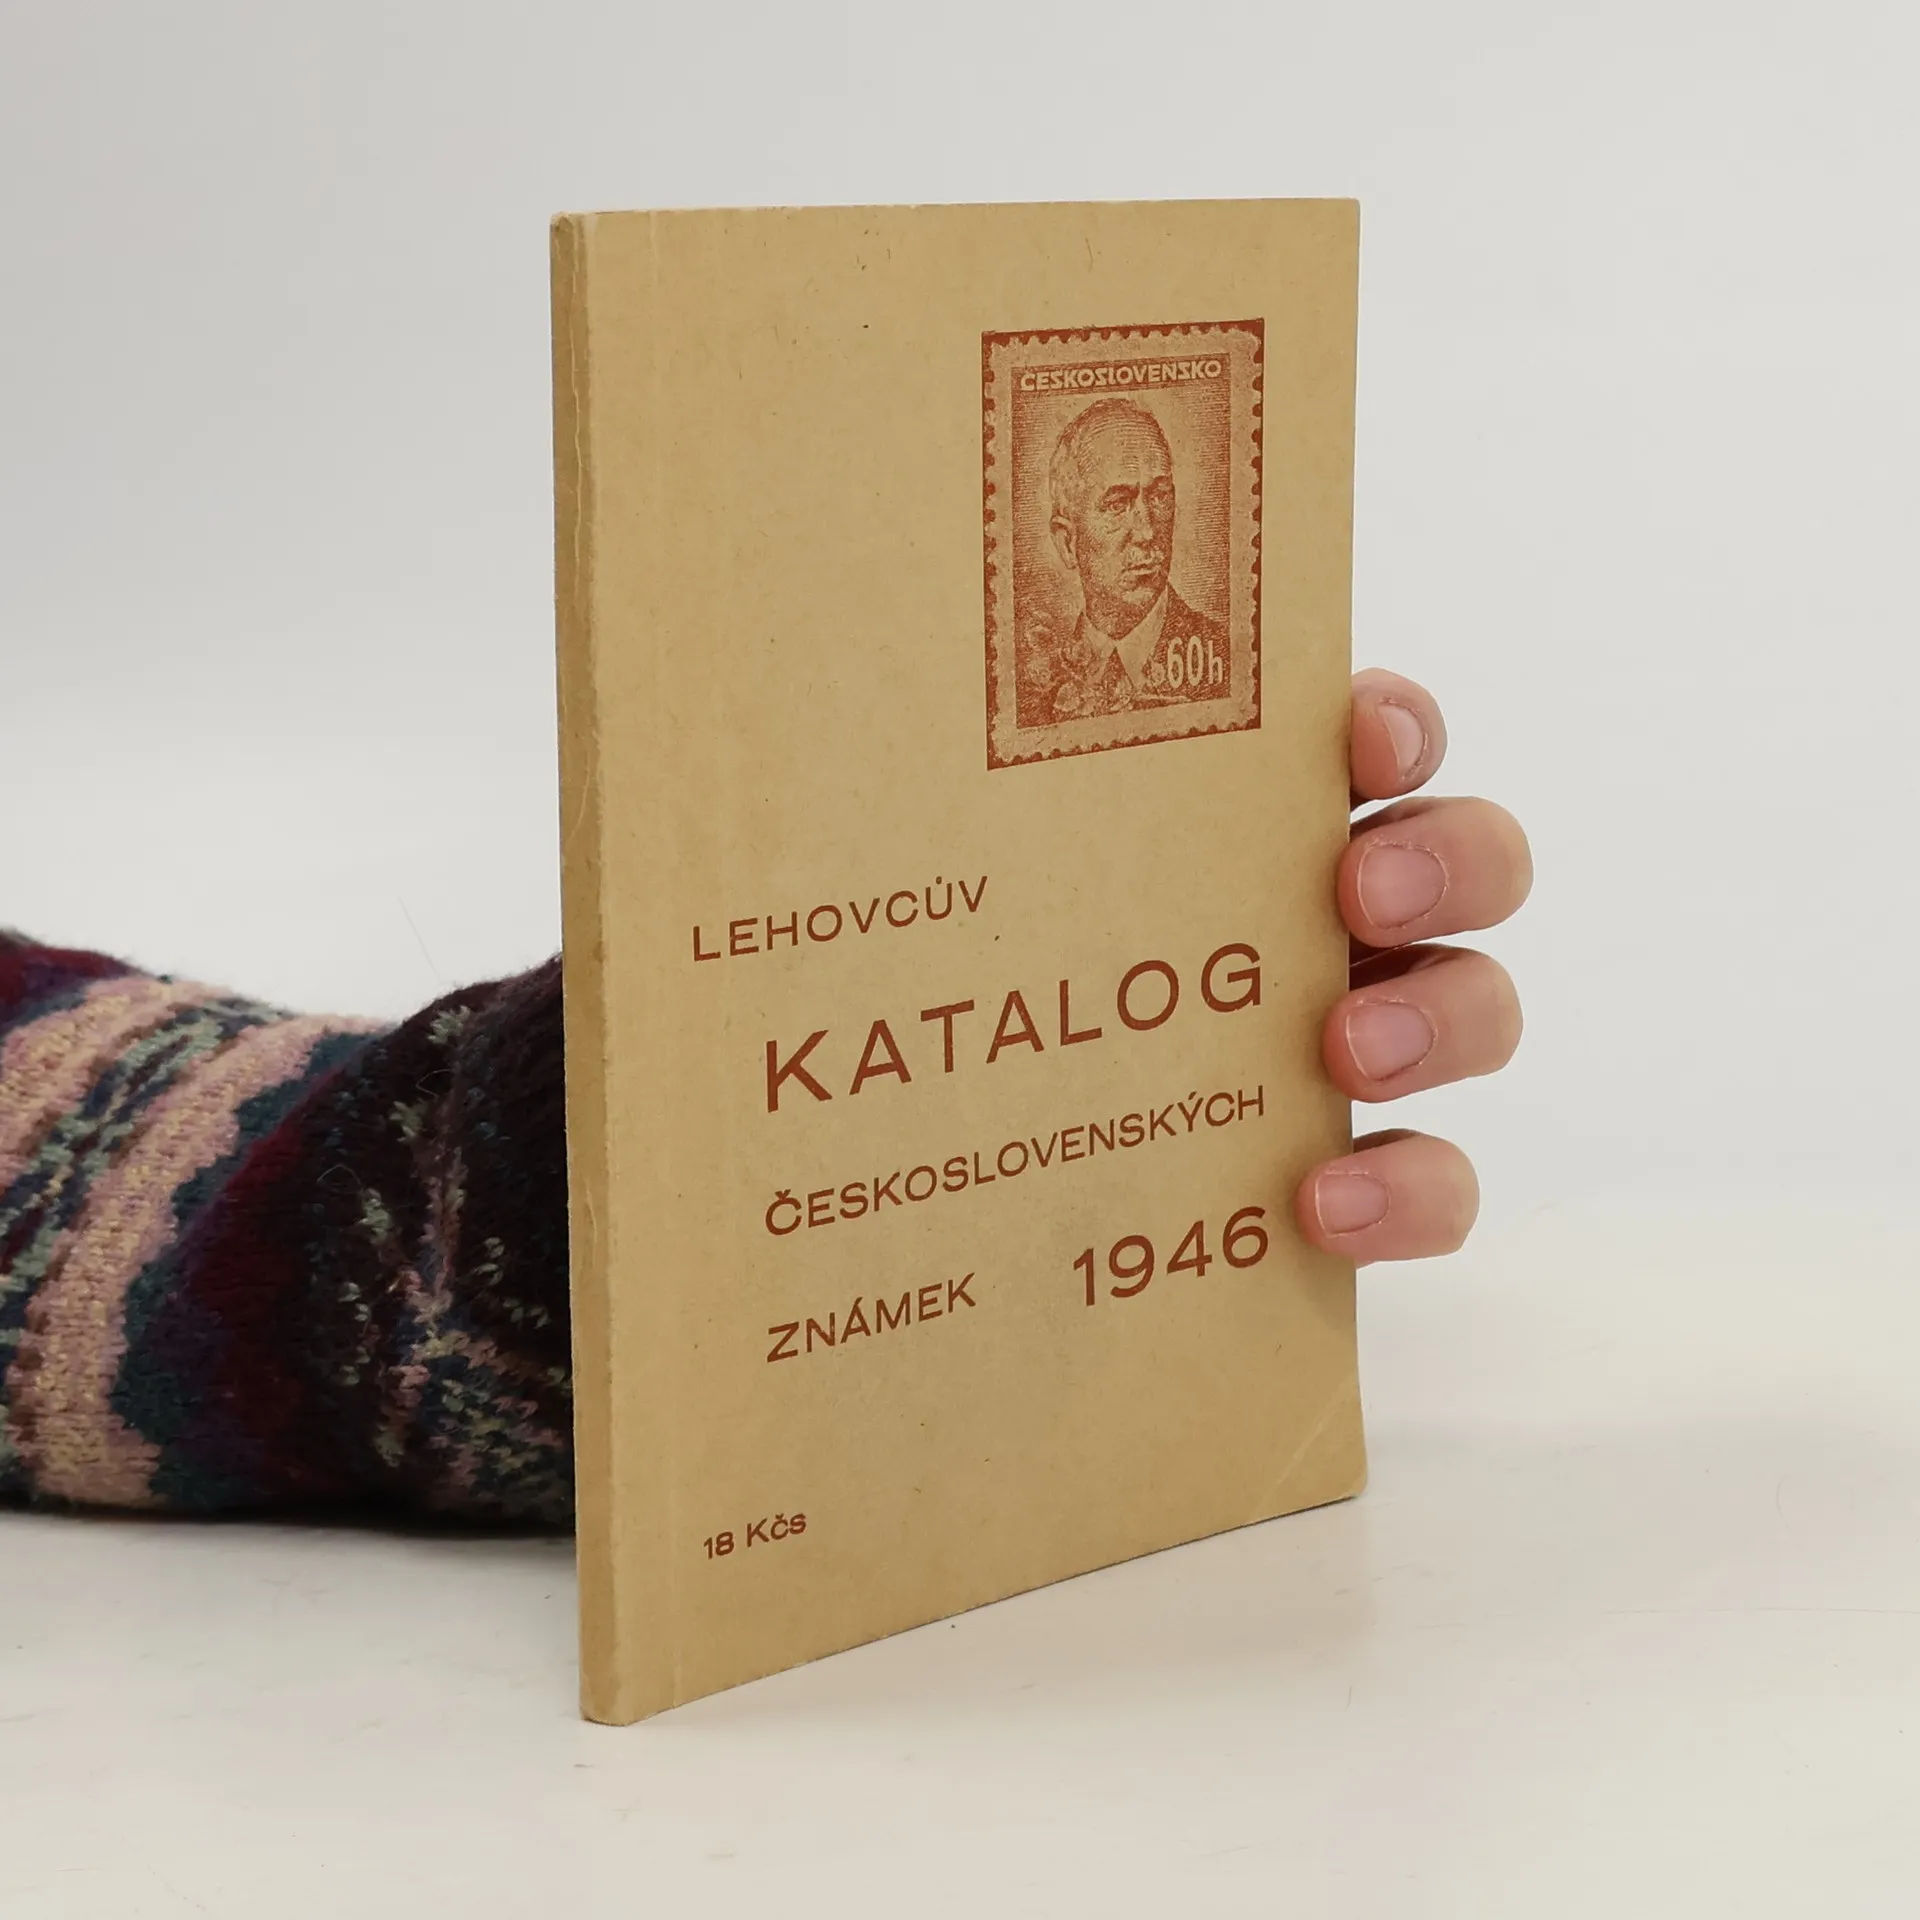 ČESKOSLOVENSKO
60h
LEHOVCŮV
KATALOG
ČESKOSLOVENSKÝCH
ZNÁMEK 1946
18 Kčs